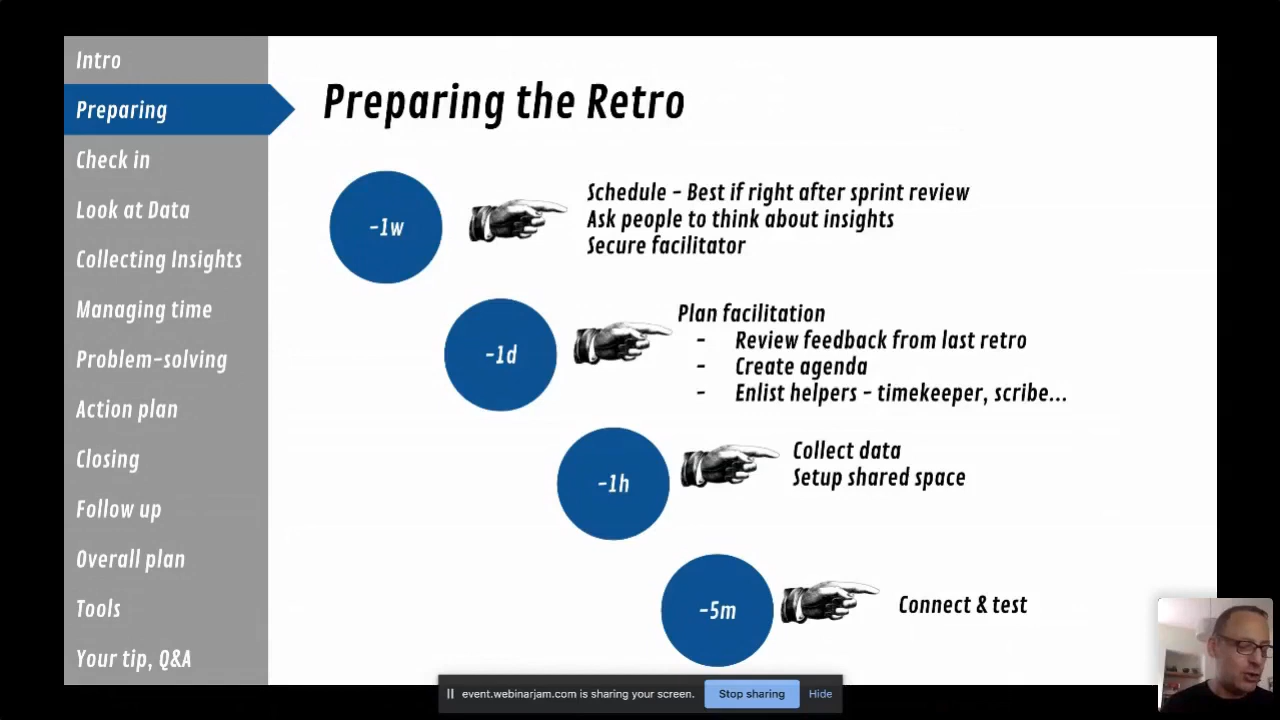 Intro
Preparing
Check in
Look at Data
Collecting Insights
Managing time
Problem-solving
Action plan
Closing
Follow up
Overall plan
Tools
Your tip, Q&A
Preparing the Retro
-1w
Schedule - Best if right after sprint review
Ask people to think about insights
Secure facilitator
-1d
Plan facilitation
- Review feedback from last retro
- Create agenda
- Enlist helpers - timekeeper, scribe...
-1h
Collect data
Setup shared space
-5m
Connect & test
event.webinarjam.com is sharing your screen.
Stop sharing
Hide